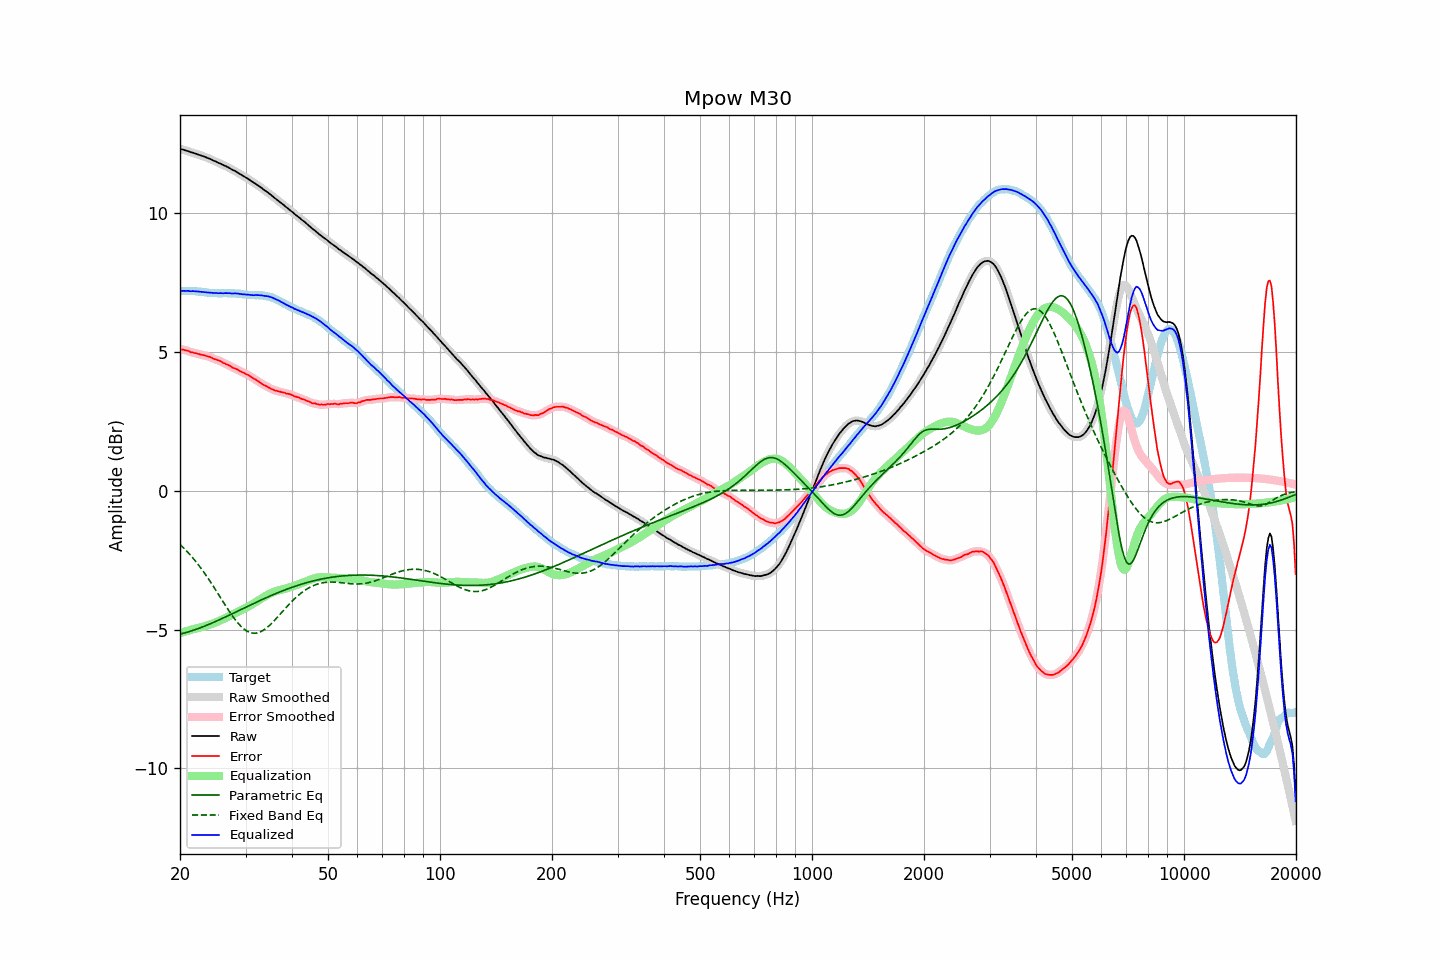 Mpow M30
Amplitude (dBr)
10
5
0
−5
−10
Target
Raw Smoothed
Error Smoothed
Raw
Error
Equalization
Parametric Eq
Fixed Band Eq
Equalized
20
50
100
200
500
1000
2000
5000
10000
20000
Frequency (Hz)